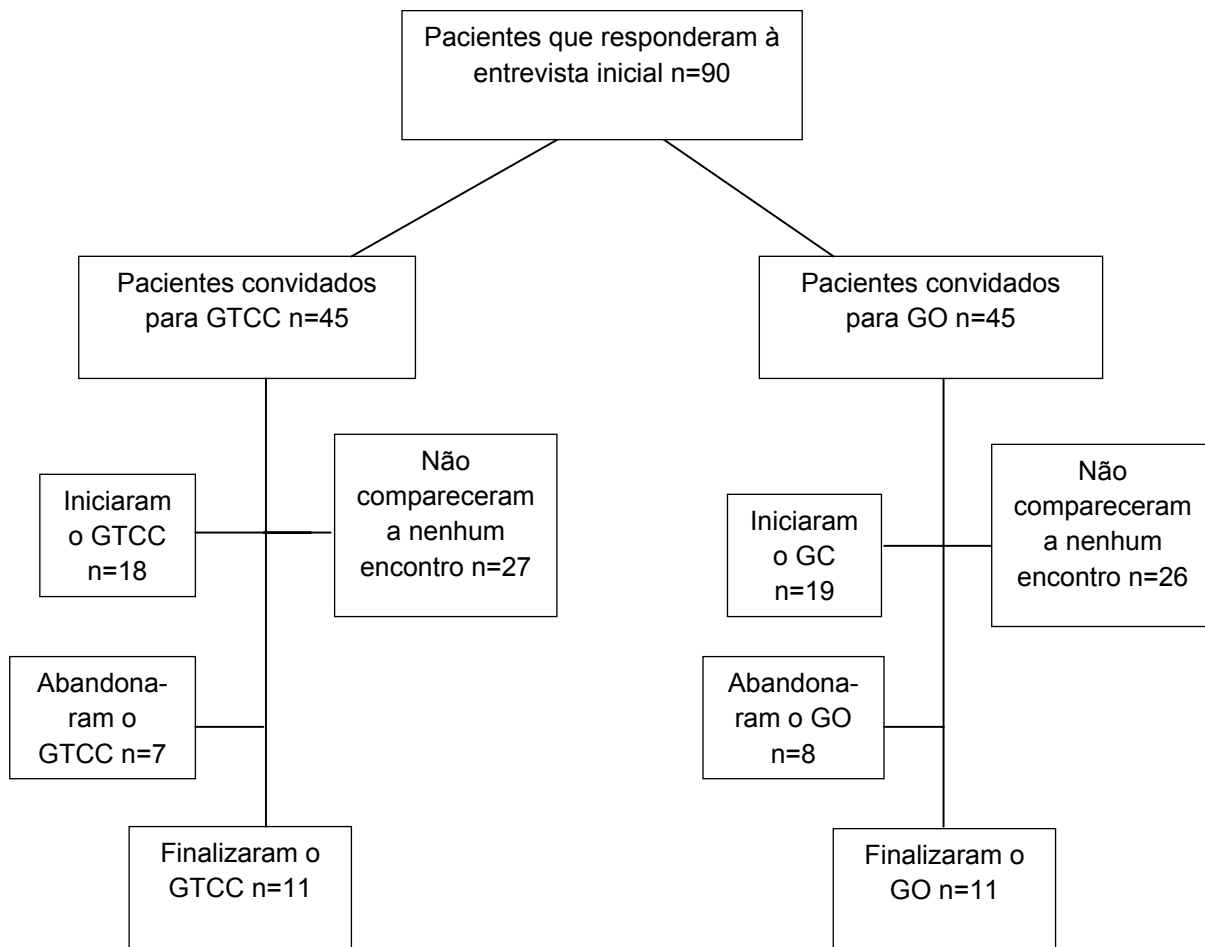 Pacientes que responderam à
entrevista inicial n=90
Pacientes convidados
para GTCC n=45
Pacientes convidados
para GO n=45
Iniciaram
o GTCC
n=18
Não
compareceram
a nenhum
encontro n=27
Iniciaram
o GC
n=19
Não
compareceram
a nenhum
encontro n=26
Abandona-
ram o
GTCC n=7
Abandona-
ram o GO
n=8
Finalizaram o
GTCC n=11
Finalizaram o
GO n=11